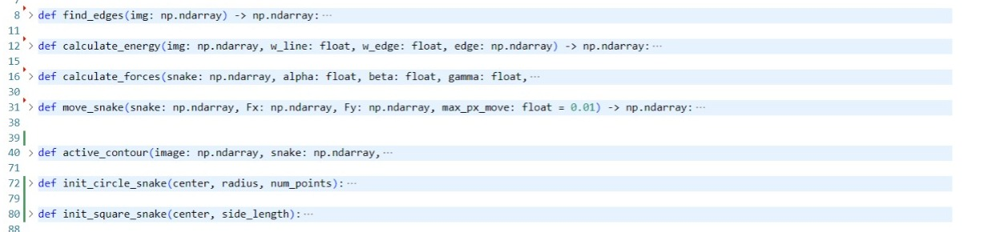 8 > def find_edges(img: np.ndarray) -> np.ndarray: ···
11
12 > def calculate_energy(img: np.ndarray, w_line: float, w_edge: float, edge: np.ndarray) -> np.ndarray: ···
15
16 > def calculate_forces(snake: np.ndarray, alpha: float, beta: float, gamma: float, ···
30
31 > def move_snake(snake: np.ndarray, Fx: np.ndarray, Fy: np.ndarray, max_px_move: float = 0.01) -> np.ndarray: ···
38
39
40 > def active_contour(image: np.ndarray, snake: np.ndarray, ···
71
72 > def init_circle_snake(center, radius, num_points): ···
79
80 > def init_square_snake(center, side_length): ···
88